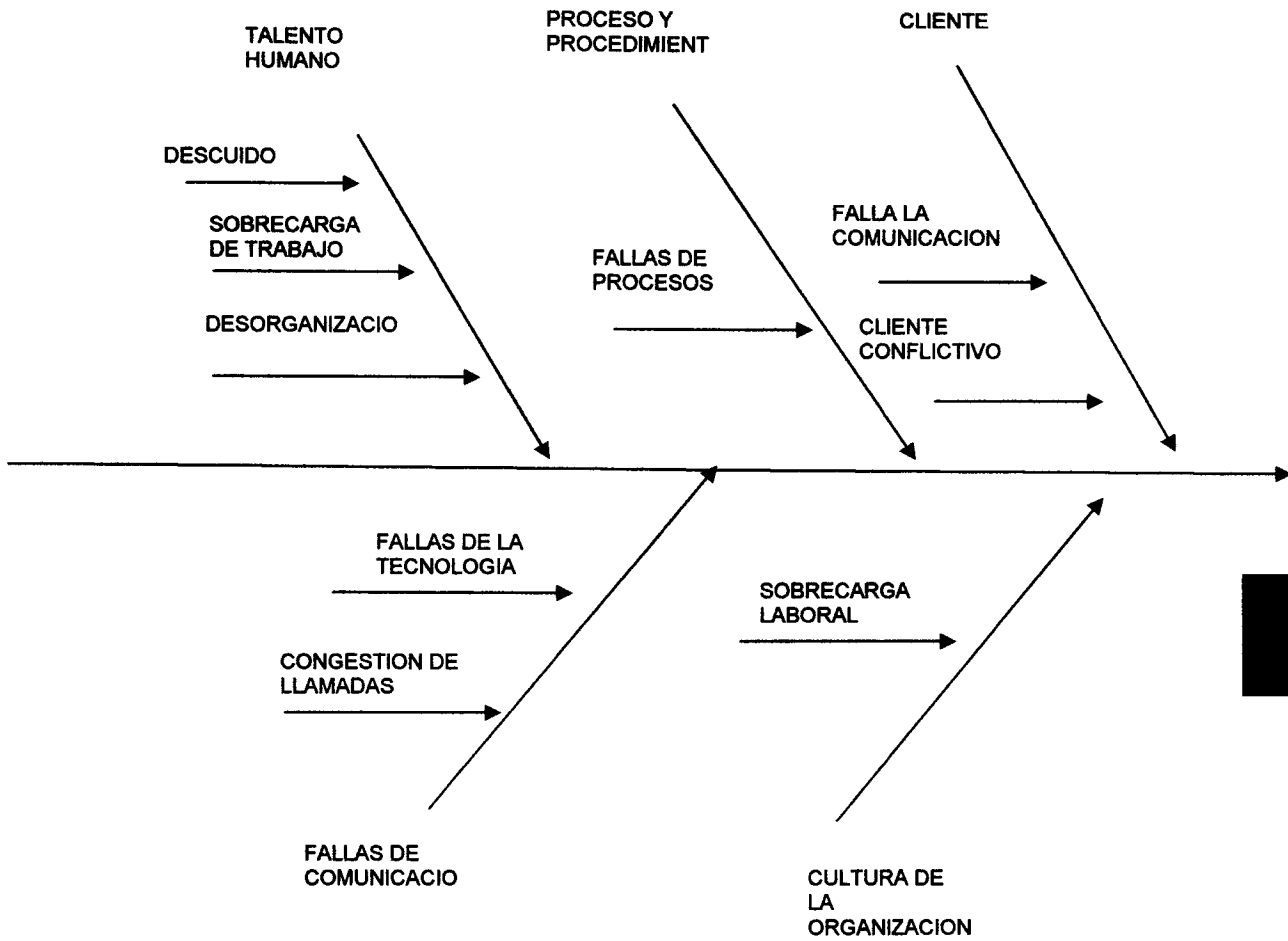 TALENTO
HUMANO
PROCESO Y
PROCEDIMIENT
CLIENTE
DESCUIDO
SOBRECARGA
DE TRABAJO
DESORGANIZACIO
FALLAS DE
PROCESOS
FALLA LA
COMUNICACION
CLIENTE
CONFLICTIVO
FALLAS DE LA
TECNOLOGIA
CONGESTION DE
LLAMADAS
SOBRECARGA
LABORAL
FALLAS DE
COMUNICACIO
CULTURA DE
LA
ORGANIZACION